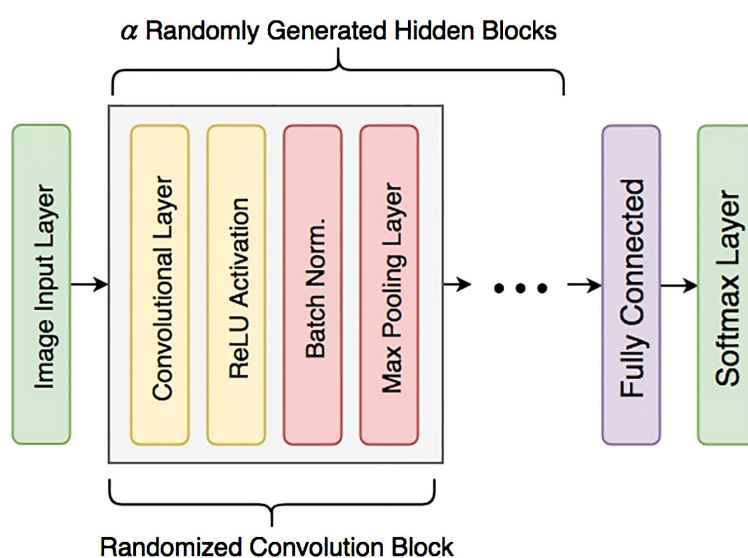 α Randomly Generated Hidden Blocks
Image Input Layer
Convolutional Layer
ReLU Activation
Batch Norm.
Max Pooling Layer
Fully Connected
Softmax Layer
Randomized Convolution Block